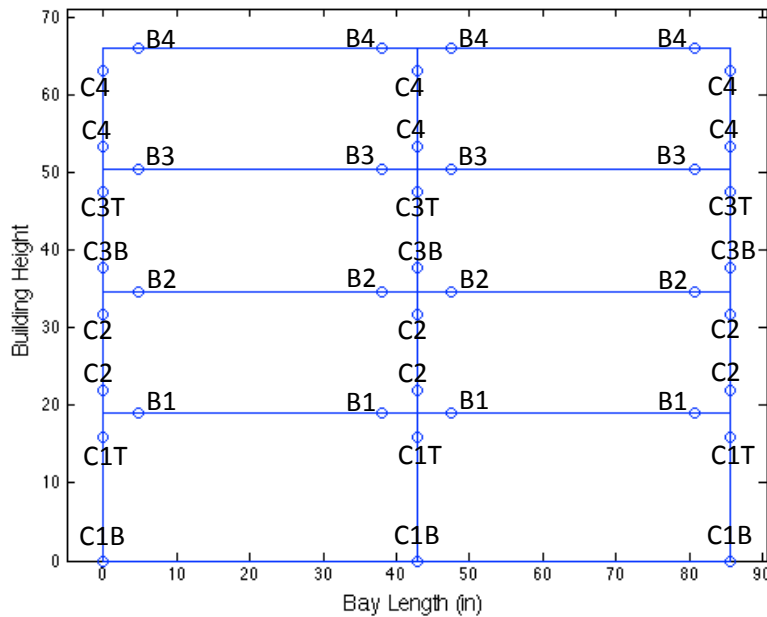 70
B4 B4 B4 B4
C4 C4 C4
60
C4 C4 C4
B3 B3 B3 B3
50
C3T C3T C3T
40
C3B C3B C3B
B2 B2 B2 B2
30
C2 C2 C2
C2 C2 C2
20
B1 B1 B1 B1
C1T C1T C1T
10
C1B C1B C1B
0
0 10 20 30 40 50 60 70 80 90
Bay Length (in)
Building Height